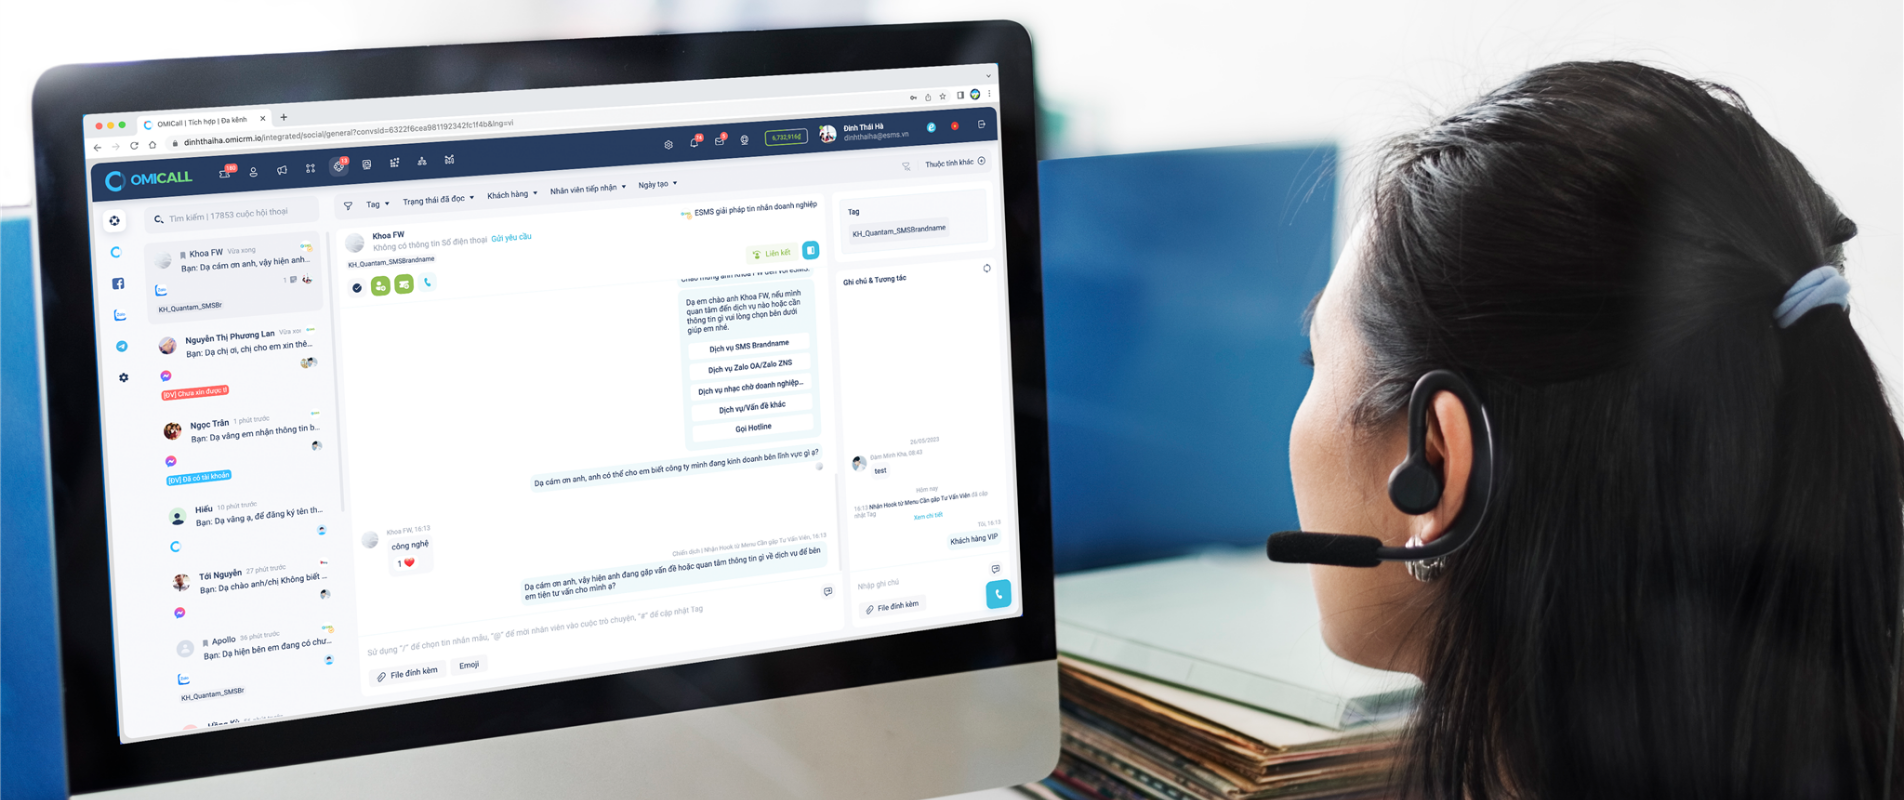 OMICall | Tích hợp | Đa kênh
dinhthaiha.omicrm.io/integrated/social/general?convsId=6322f6cea981192342fc1f4b&lng=vi
OMICALL
Đinh Thái Hà
dinhthaiha@esms.vn
Tìm kiếm | 17853 cuộc hội thoại
Tag
Trạng thái đã đọc
Khách hàng
Nhân viên tiếp nhận
Ngày tạo
Thuộc tính khác
Khoa FW Vừa xong
Bạn: Dạ cám ơn anh, vậy hiện anh...
1
Zalo
KH_Quantam_SMSBr
Nguyễn Thị Phương Lan
Bạn: Dạ chị ơi, chị cho em xin thê...
[ĐV] Chưa xin được tl
Ngọc Trân 1 phút trước
Bạn: Dạ vâng em nhận thông tin b...
[ĐV] Đã có tài khoản
Hiếu 10 phút trước
Bạn: Dạ vâng ạ, để đăng ký tên th...
Tới Nguyễn 27 phút trước
Bạn: Dạ chào anh/chị Không biết ...
Apollo 36 phút trước
Bạn: Dạ hiện bên em đang có chư...
Zalo
KH_Quantam_SMSBr
Khoa FW
Không có thông tin Số điện thoại Gửi yêu cầu
KH_Quantam_SMSBrandname
ESMS giải pháp tin nhắn doanh nghiệp
Liên kết
Dạ em chào anh Khoa FW, nếu mình
quan tâm đến dịch vụ nào hoặc cần
thông tin gì vui lòng chọn bên dưới
giúp em nhé.
Dịch vụ SMS Brandname
Dịch vụ Zalo OA/Zalo ZNS
Dịch vụ nhạc chờ doanh nghiệp...
Dịch vụ/Vấn đề khác
Gọi Hotline
Dạ cám ơn anh, anh có thể cho em biết công ty mình đang kinh doanh bên lĩnh vực gì ạ?
Khoa FW, 16:13
công nghệ
1
Chiến dịch | Nhận Hook từ Menu Cần gặp Tư Vấn Viên, 16:13
Dạ cám ơn anh, vậy hiện anh đang gặp vấn đề hoặc quan tâm thông tin gì về dịch vụ để bên
em tiện tư vấn cho mình ạ?
Sử dụng "/" để chọn tin nhắn mẫu, "@" để mời nhân viên vào cuộc trò chuyện, "#" để cập nhật Tag
File đính kèm
Emoji
Tag
KH_Quantam_SMSBrandname
Ghi chú & Tương tác
Đàm Minh Kha, 08:43
test
Hôm nay
16:13 Nhận Hook từ Menu Cần gặp Tư Vấn Viên đã cập
nhật Tag
Xem chi tiết
Tôi, 16:13
Khách hàng VIP
Nhập ghi chú
File đính kèm